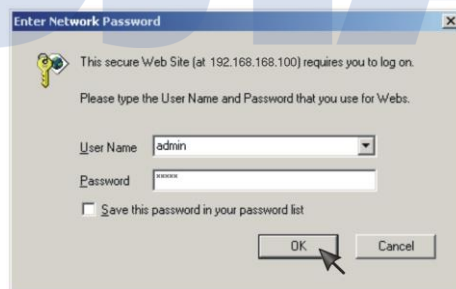 Enter Network Password
This secure Web Site (at 192.168.168.100) requires you to log on.
Please type the User Name and Password that you use for Webs.
User Name admin
Password xxxxx
Save this password in your password list
OK Cancel